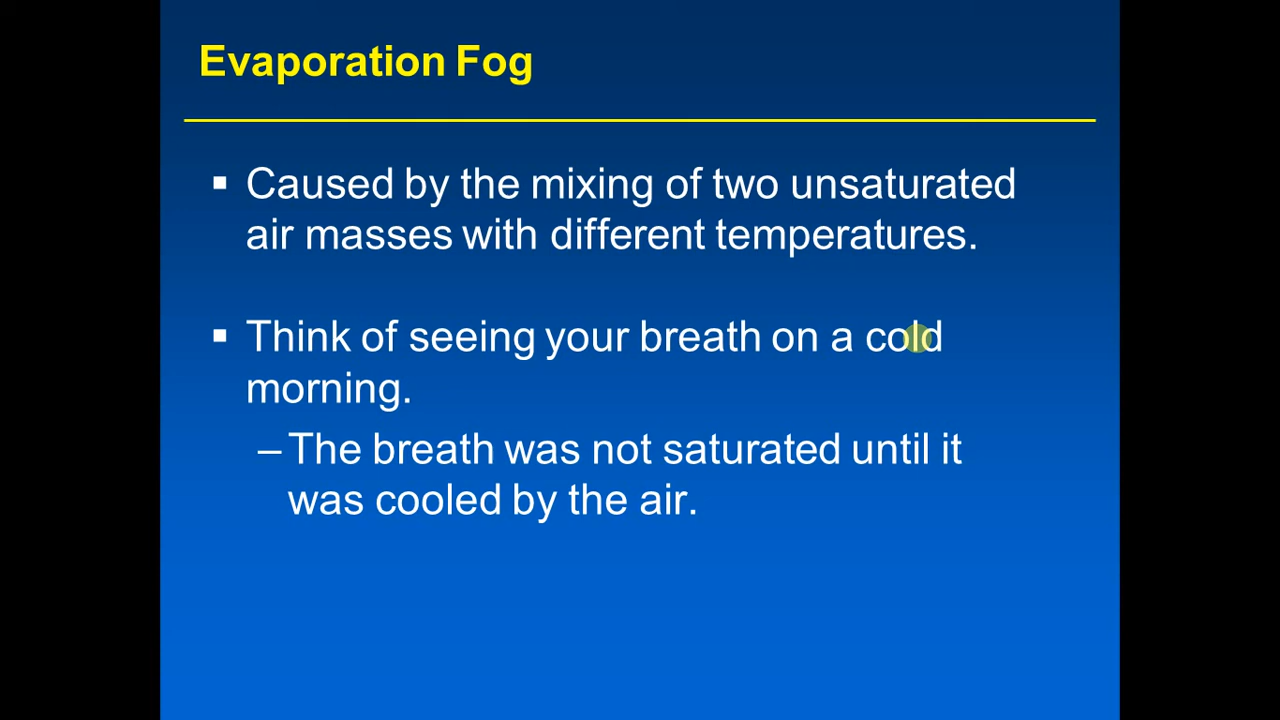 Evaporation Fog
▪ Caused by the mixing of two unsaturated
air masses with different temperatures.
▪ Think of seeing your breath on a cold
morning.
– The breath was not saturated until it
was cooled by the air.